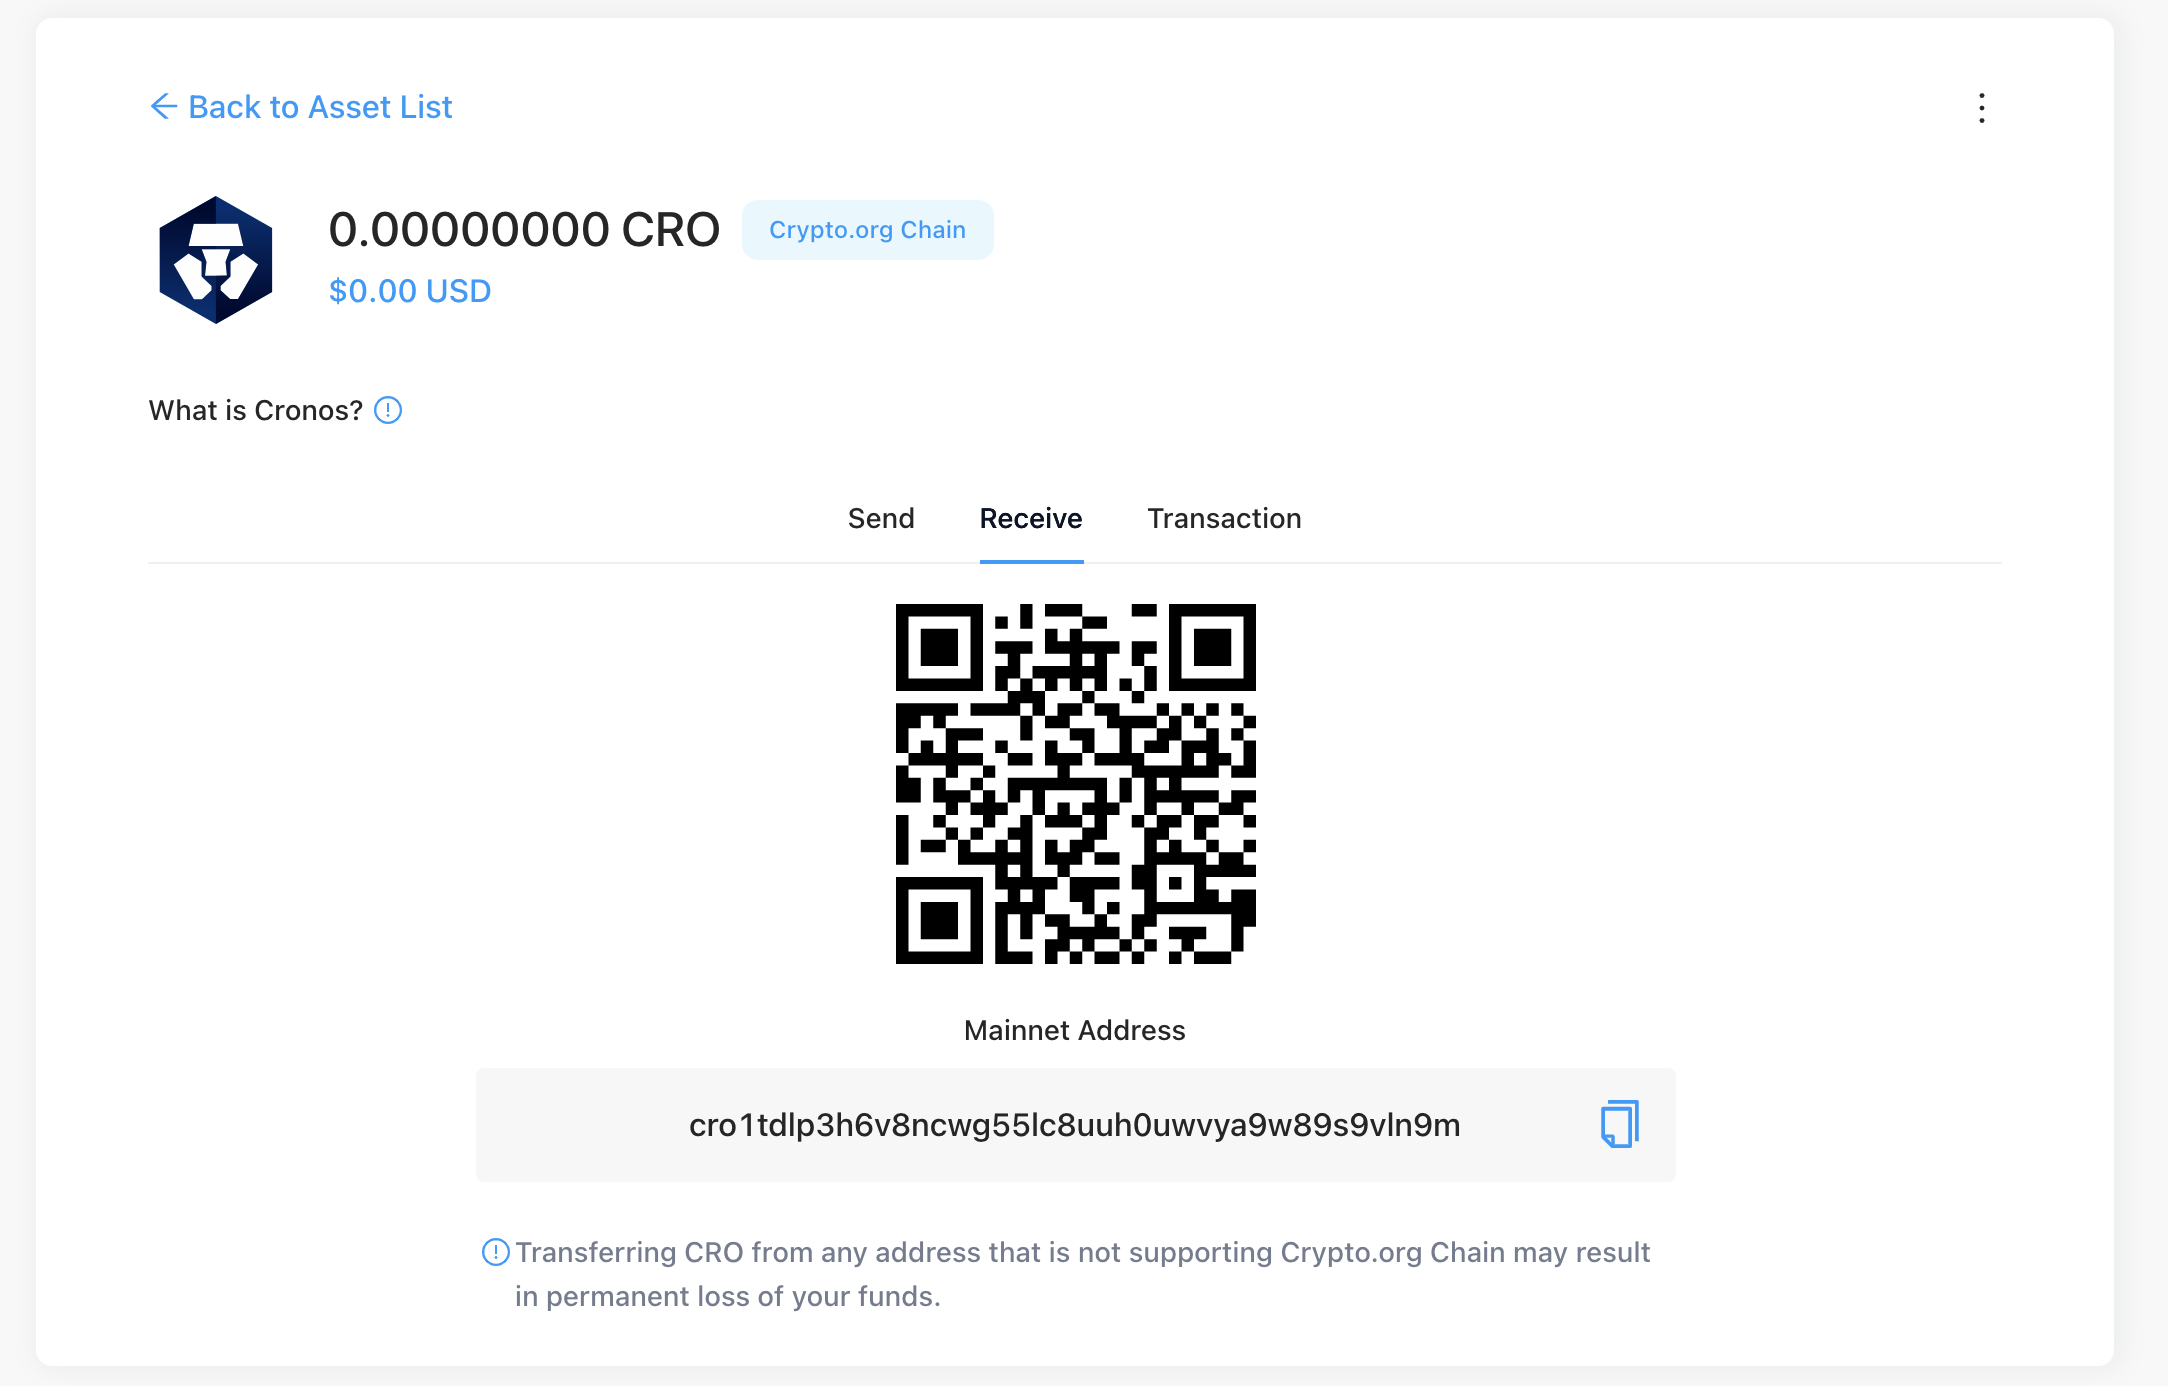 Back to Asset List
0.00000000 CRO
Crypto.org Chain
$0.00 USD
What is Cronos?
Send
Receive
Transaction
Mainnet Address
cro1tdlp3h6v8ncwg55lc8uuh0uwvya9w89s9vln9m
Transferring CRO from any address that is not supporting Crypto.org Chain may result
in permanent loss of your funds.